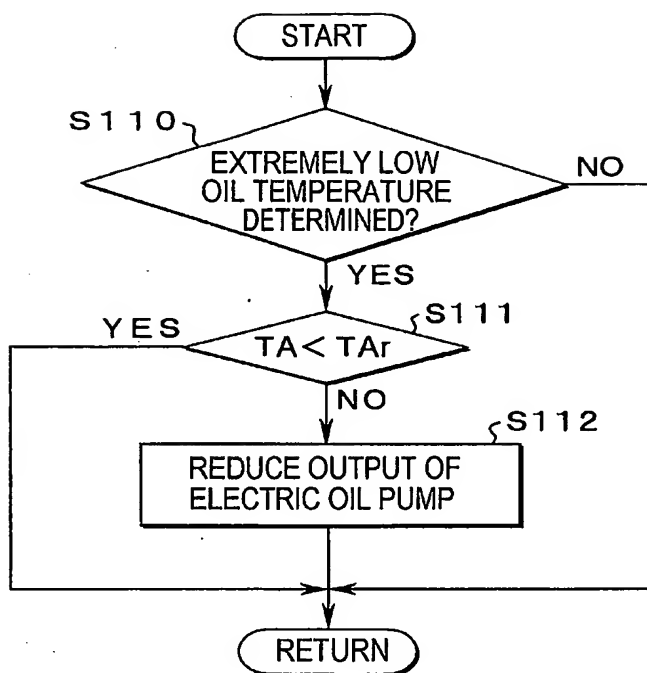 START
S110
EXTREMELY LOW
OIL TEMPERATURE
DETERMINED?
NO
YES
YES
S111
TA < TAr
NO
S112
REDUCE OUTPUT OF
ELECTRIC OIL PUMP
RETURN